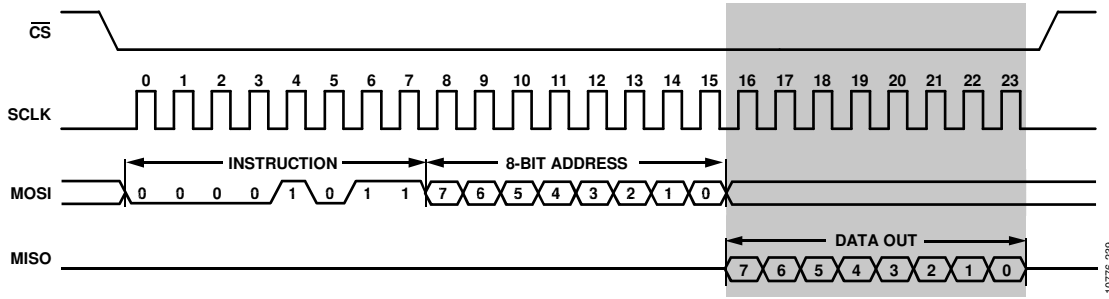 CS
0 1 2 3 4 5 6 7 8 9 10 11 12 13 14 15 16 17 18 19 20 21 22 23
SCLK
INSTRUCTION 8-BIT ADDRESS
MOSI 0 0 0 0 1 0 1 1 7 6 5 4 3 2 1 0
DATA OUT
MISO 7 6 5 4 3 2 1 0